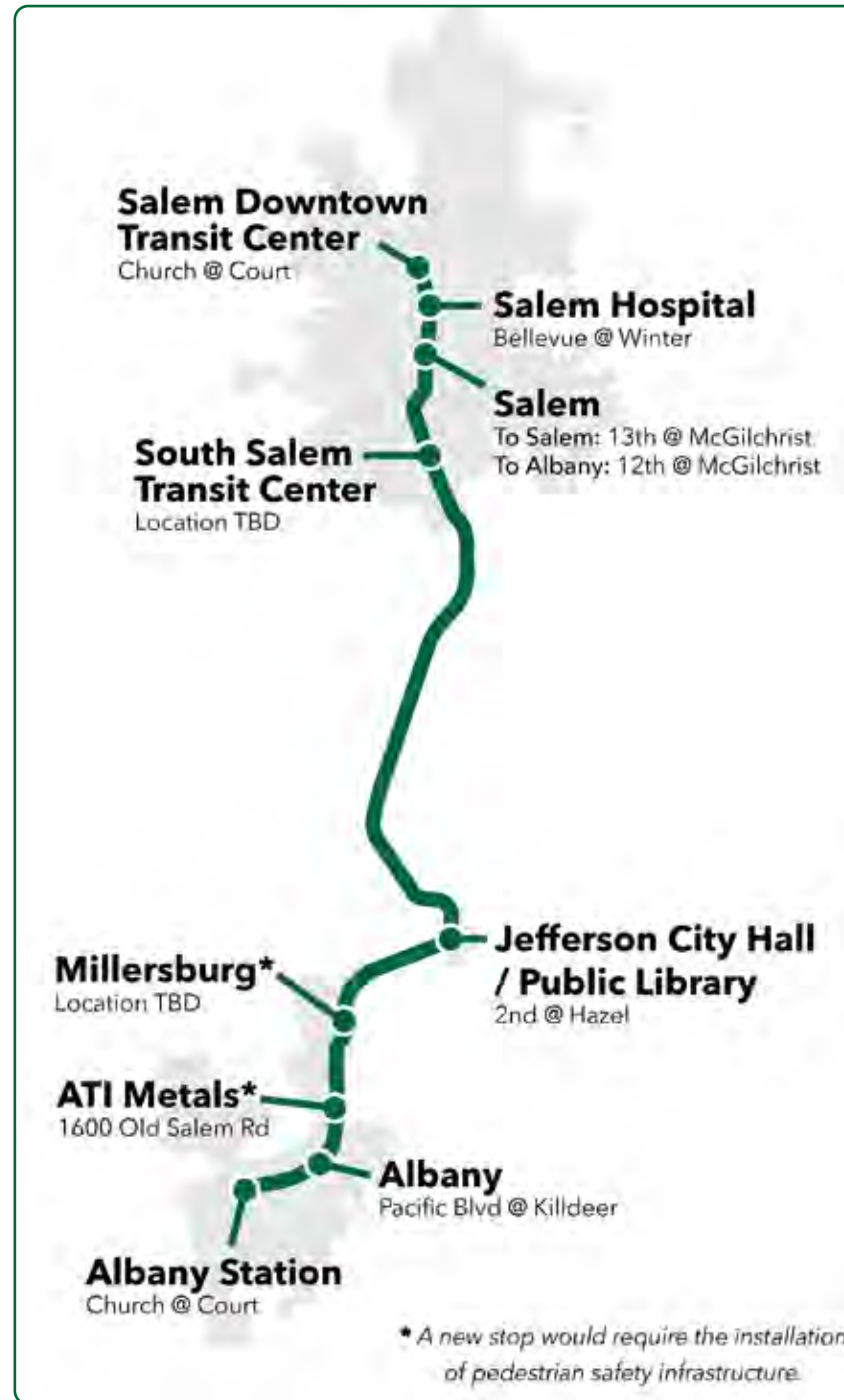 Salem Downtown
Transit Center
Church @ Court
Salem Hospital
Bellevue @ Winter
Salem
To Salem: 13th @ McGilchrist
To Albany: 12th @ McGilchrist
South Salem
Transit Center
Location TBD
Jefferson City Hall
/ Public Library
2nd @ Hazel
Millersburg*
Location TBD
ATI Metals*
1600 Old Salem Rd
Albany
Pacific Blvd @ Killdeer
Albany Station
Church @ Court
* A new stop would require the installation
of pedestrian safety infrastructure.